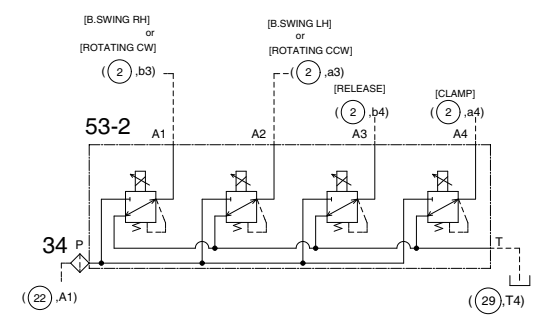 [B.SWING RH]
or
[ROTATING CW]
(2,b3)
[B.SWING LH]
or
[ROTATING CCW]
(2,a3)
[RELEASE]
(2,b4)
[CLAMP]
(2,a4)
53-2
A1
A2
A3
A4
34
P
T
(22,A1)
(29,T4)